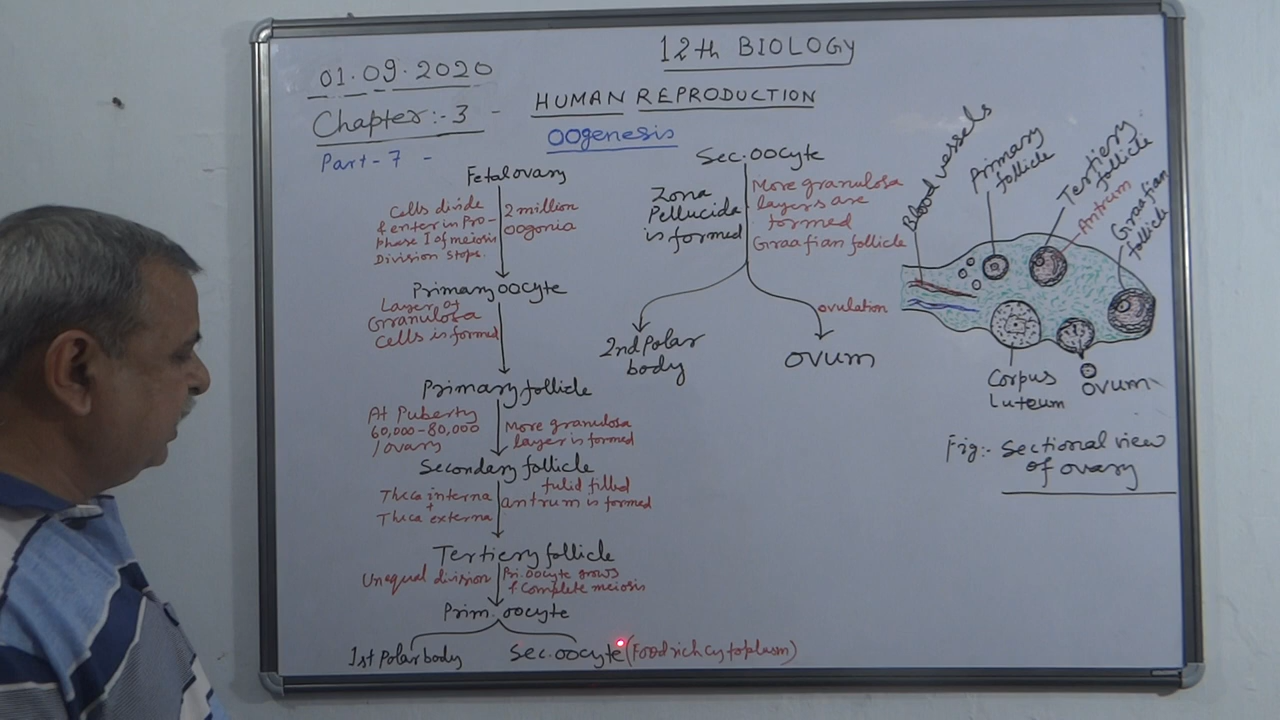 01.09.2020
12th BIOLOGY
Chapter:-3 -
HUMAN REPRODUCTION
Part-7 -
OOgenesis
Fetal ovary
Cells divide
& enter in Pro-
phase I of meiosis
Division stops.
2 million
oogonia
Primary oocyte
Layer of
Granulosa
cells is formed
Primary follicle
At Puberty
60,000-80,000
/ovary
More granulosa
layer is formed
Secondary follicle
Theca interna
+
Theca externa
fulid filled
antrum is formed
Tertiery follicle
Unequal division
Pri. oocyte grows
& complete meiosis
Prim. oocyte
1st Polar body
Sec. oocyte (Food rich cytoplasm)
Sec. oocyte
Zona
Pellucida
is formed
More granulosa
layers are
formed
Graafian follicle
ovulation
2nd Polar
body
ovum
Blood vessels
Primary
follicle
Tertiery
follicle
Antrum
Graafian
follicle
Corpus
Luteum
Ovum
Fig:- Sectional view
of ovary